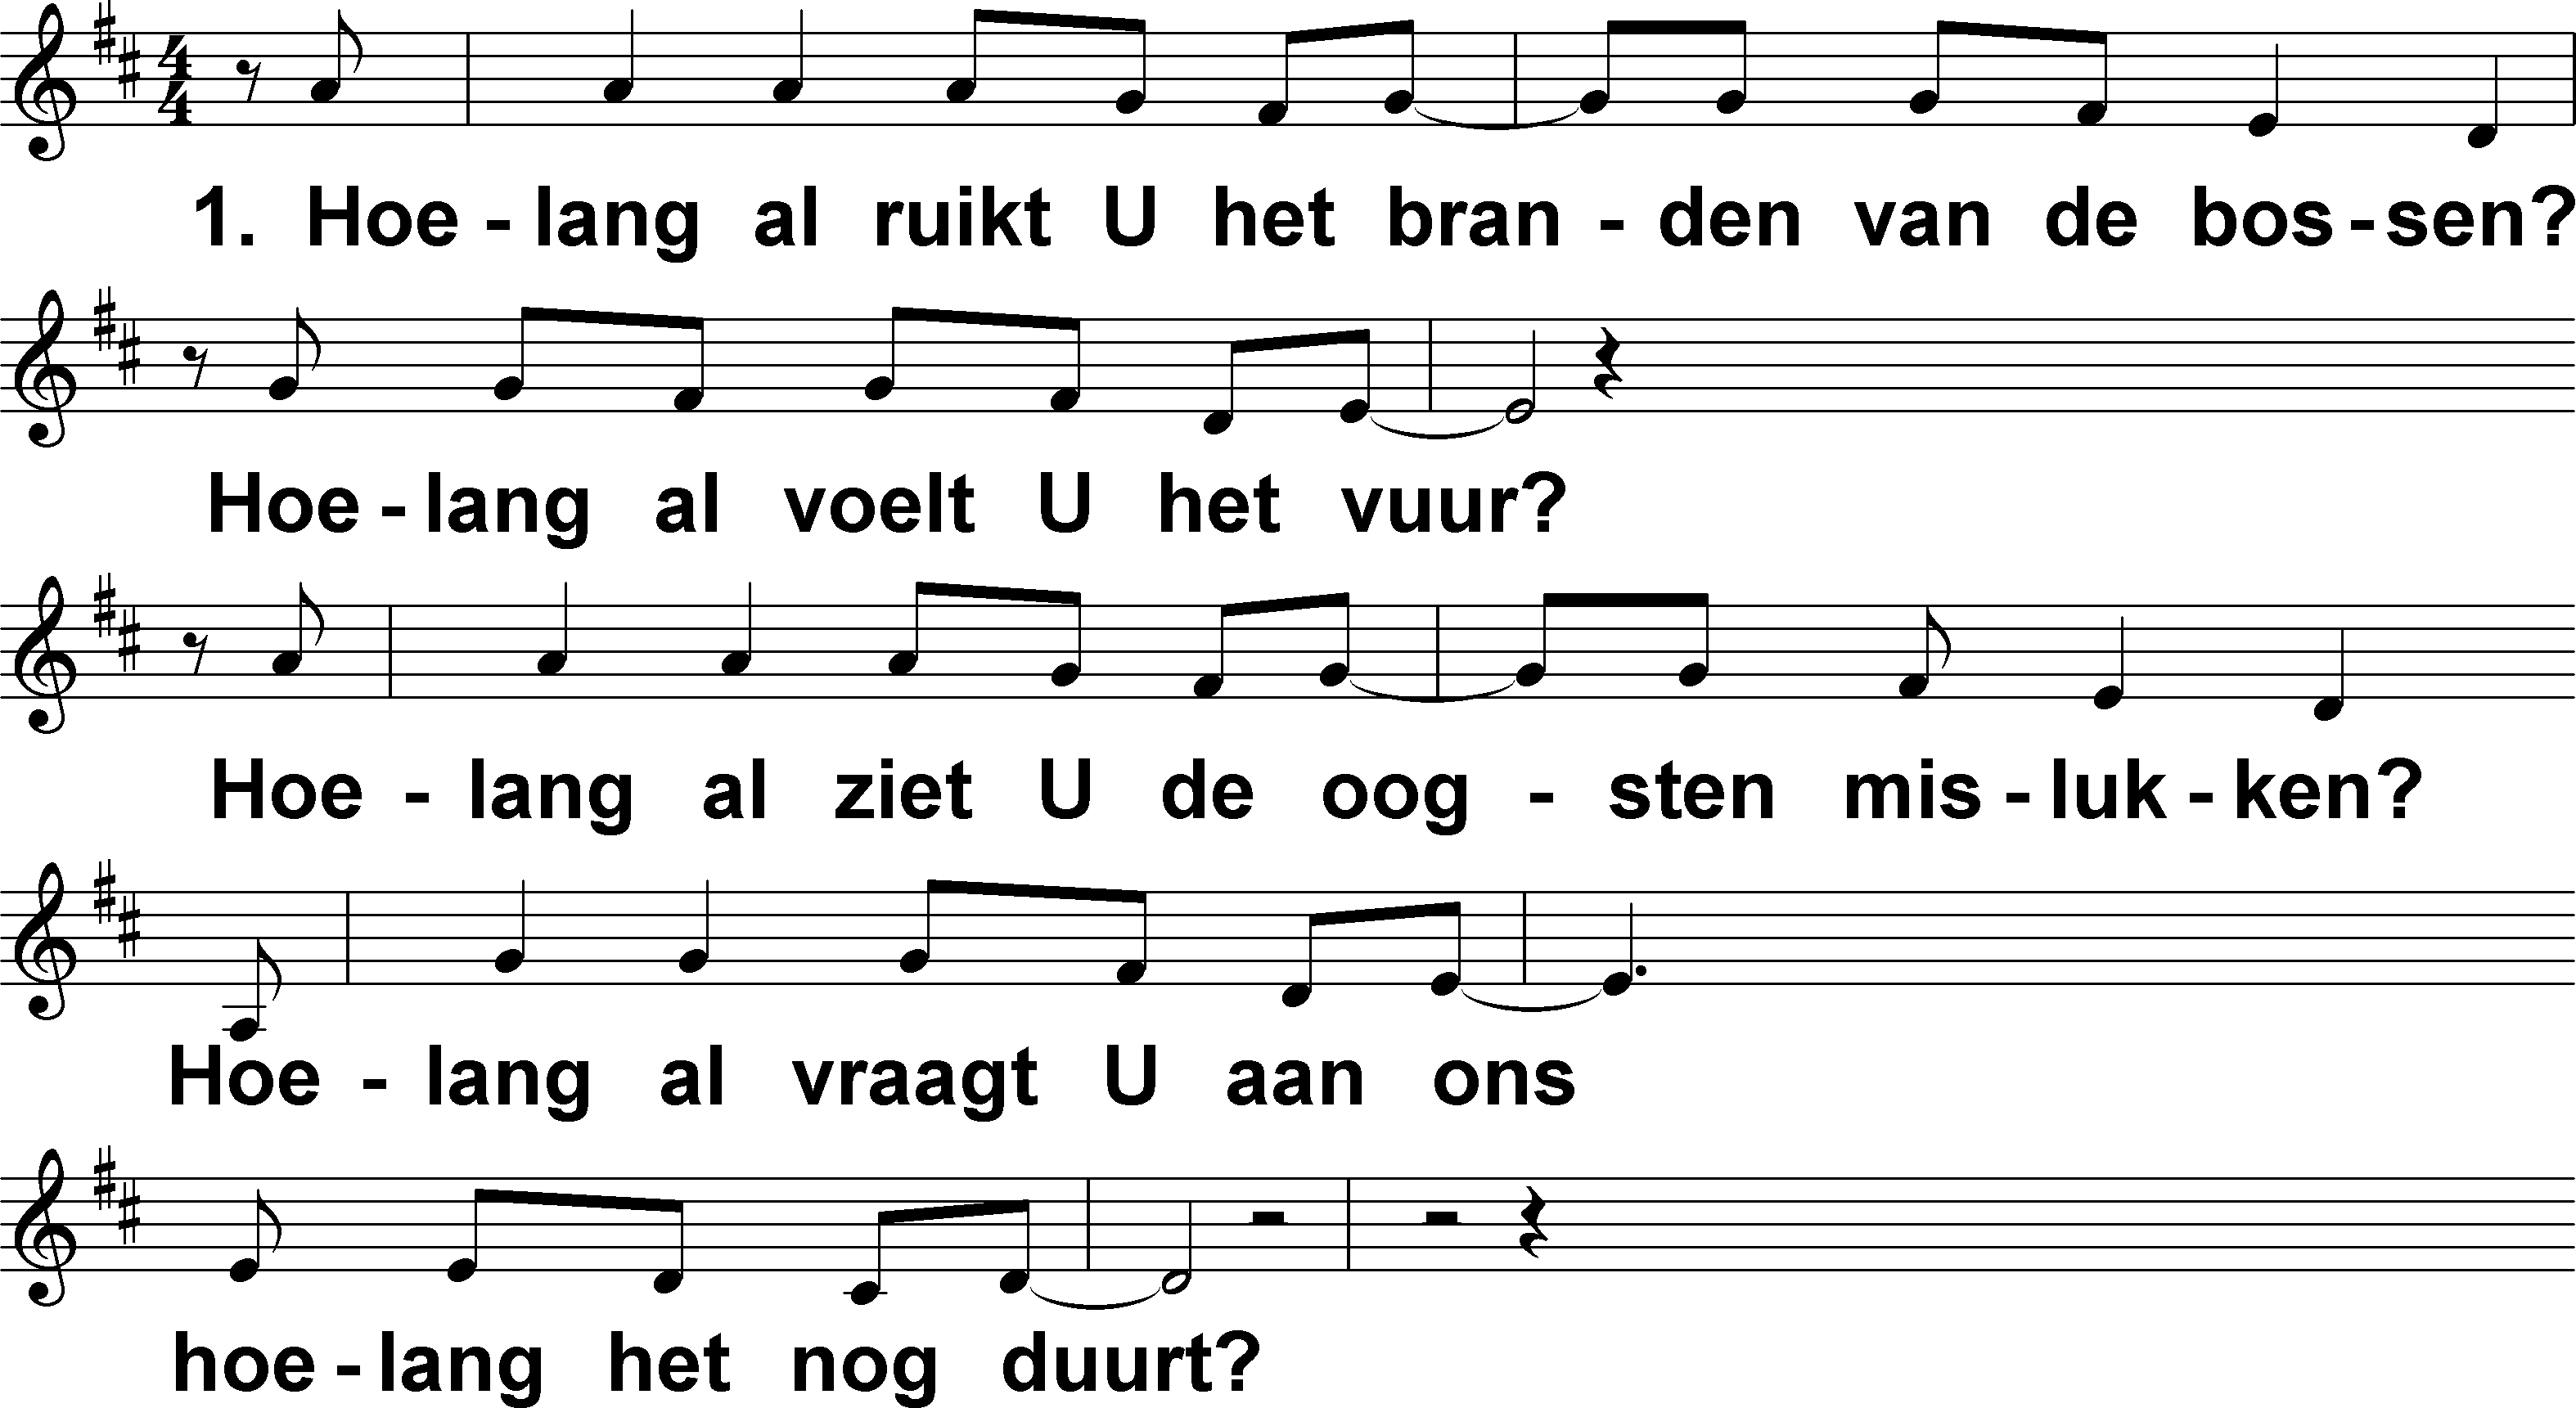 1. Hoe - lang al ruikt U het bran - den van de bos - sen?
Hoe - lang al voelt U het vuur?
Hoe - lang al ziet U de oog - sten mis - luk - ken?
Hoe - lang al vraagt U aan ons
hoe - lang het nog duurt?